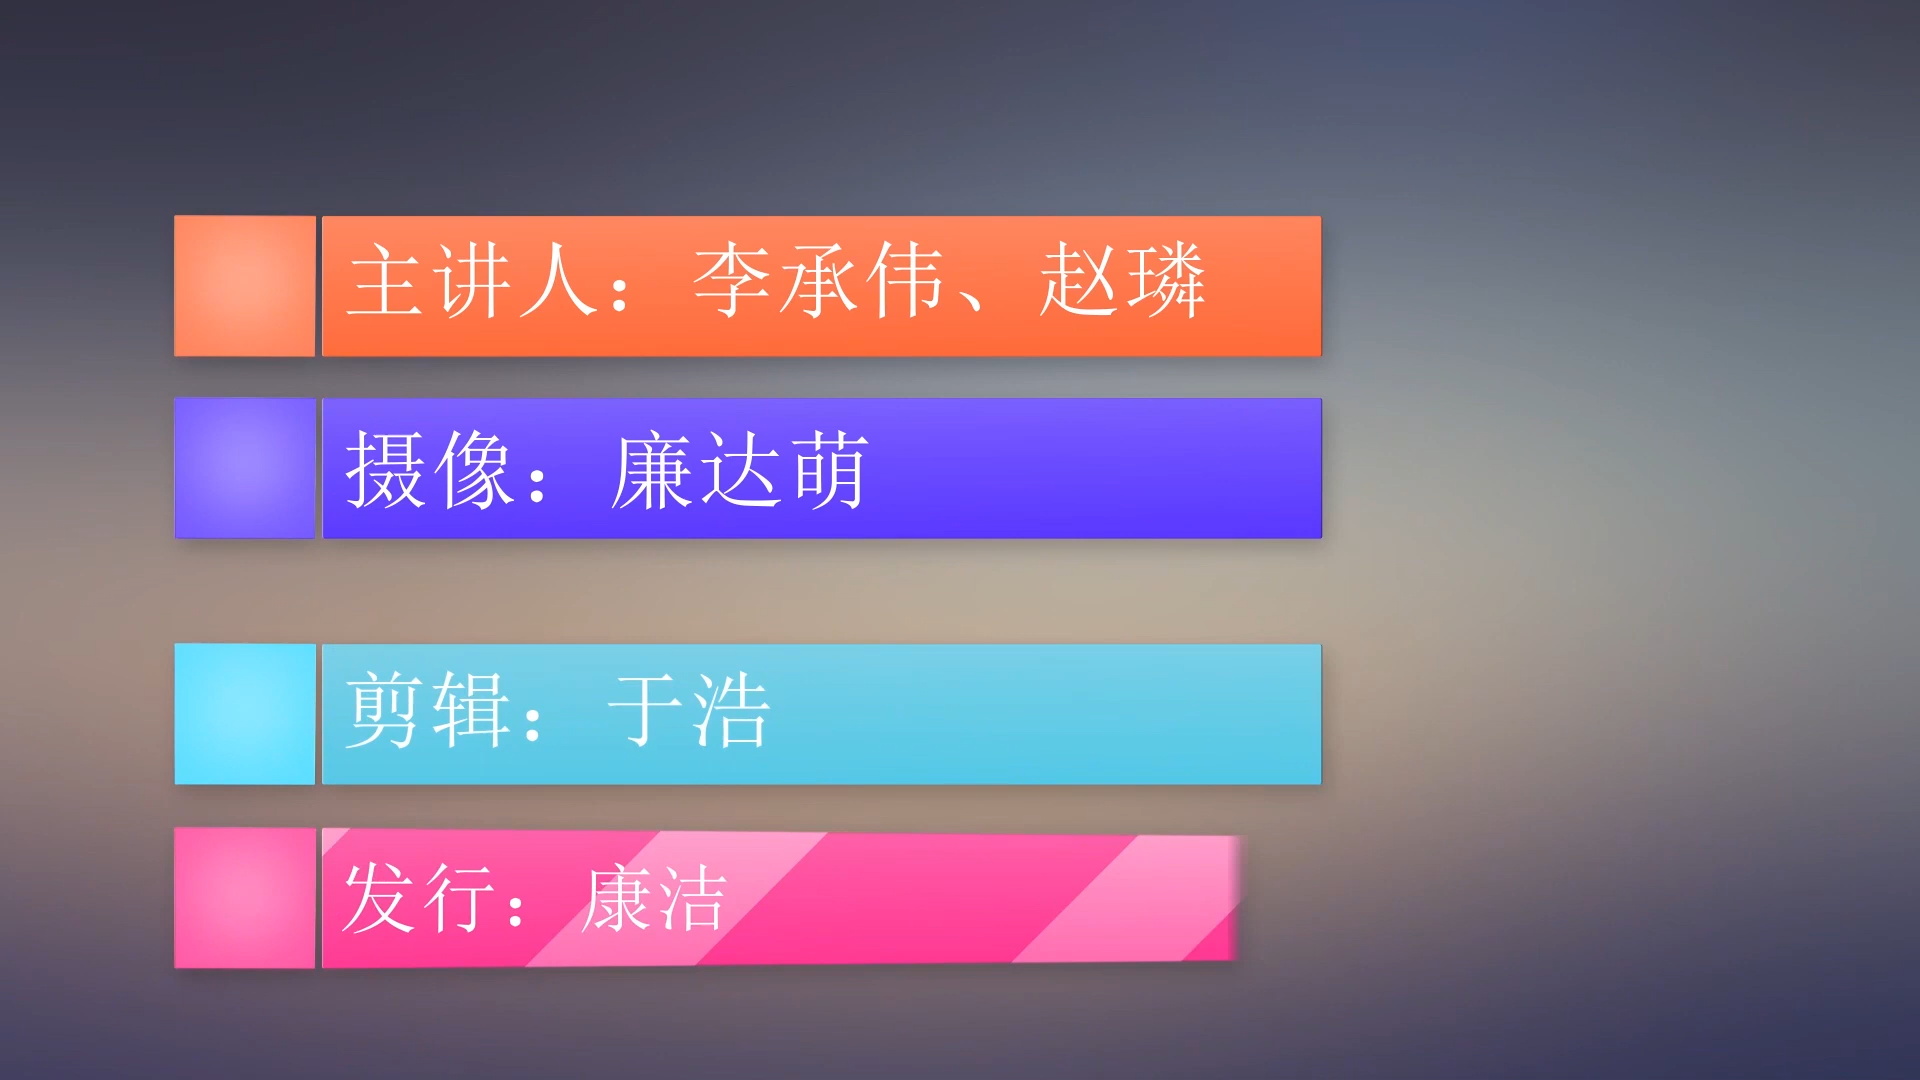 主讲人：李承伟、赵璘
摄像：廉达萌
剪辑：于浩
发行：康洁